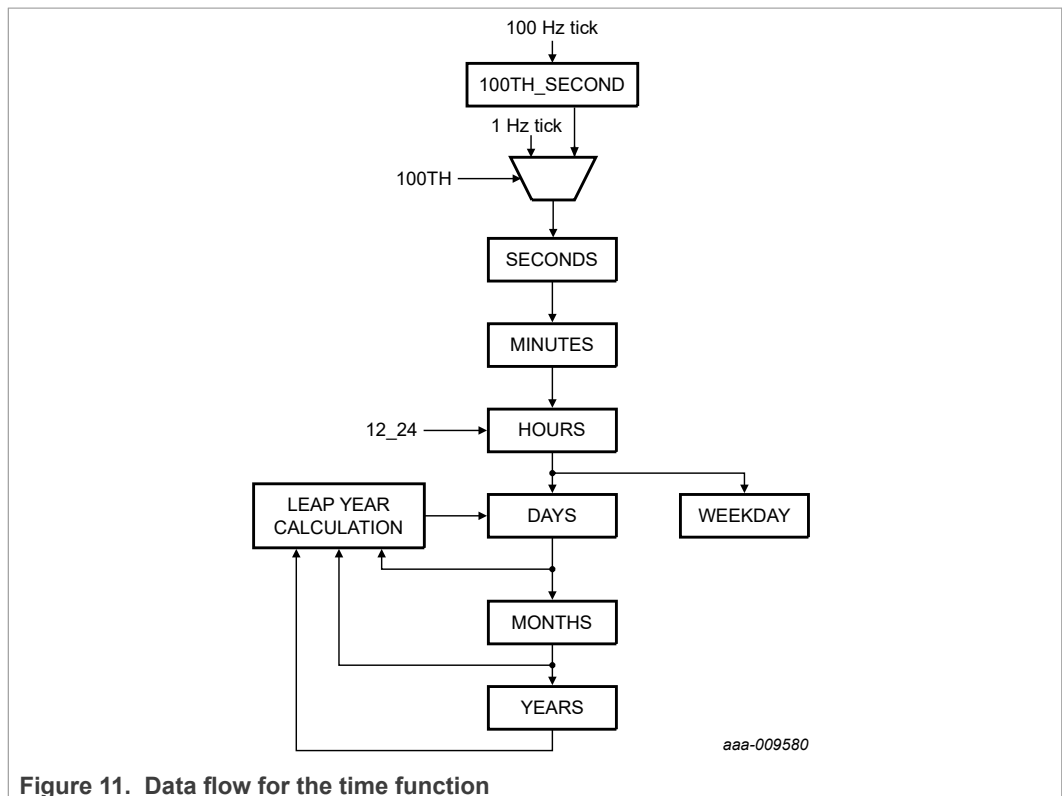 100 Hz tick
100TH_SECOND
1 Hz tick
100TH
SECONDS
MINUTES
12_24
HOURS
LEAP YEAR
CALCULATION
DAYS
WEEKDAY
MONTHS
YEARS
aaa-009580
Figure 11. Data flow for the time function